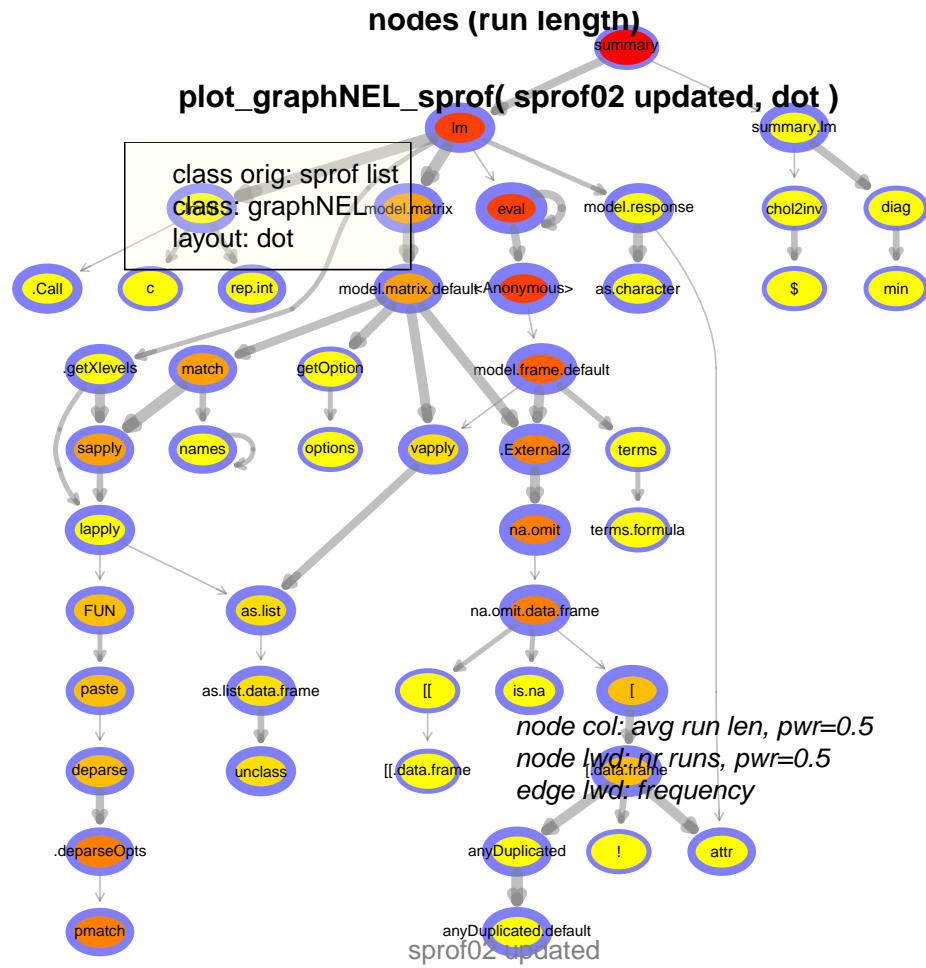 nodes (run length)
summary
plot_graphNEL_sprof( sprof02 updated, dot )
lm
summary.lm
class orig: sprof list
class: graphNEL
layout: dot
model.matrix
eval
model.response
chol2inv
diag
.Call
c
rep.int
model.matrix.default
<Anonymous>
as.character
$
min
.getXlevels
match
getOption
model.frame.default
sapply
names
options
vapply
.External2
terms
lapply
na.omit
terms.formula
FUN
as.list
na.omit.data.frame
paste
as.list.data.frame
[[
is.na
[
node col: avg run len, pwr=0.5
node lwd: nr runs, pwr=0.5
edge lwd: frequency
deparse
unclass
[[.data.frame
[.data.frame
.deparseOpts
anyDuplicated
!
attr
pmatch
anyDuplicated.default
sprof02 updated